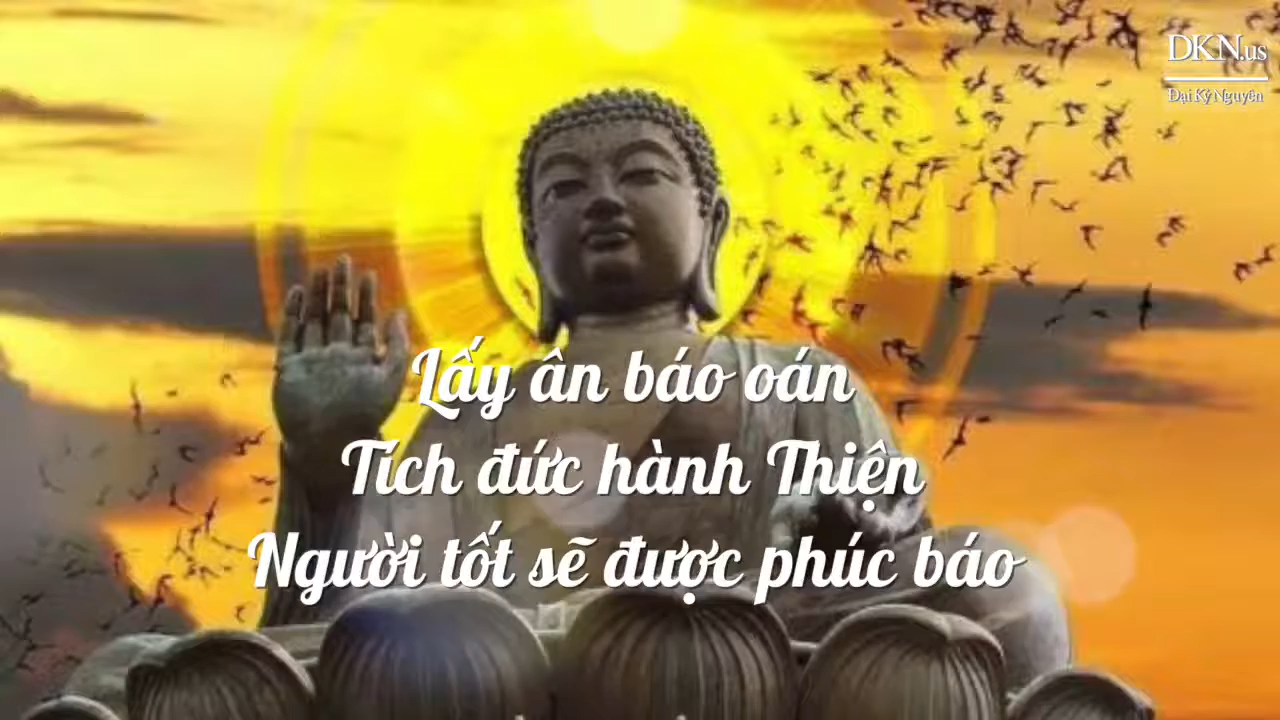 DKN.us
Đại Kỷ Nguyên
Lấy ân báo oán
Tích đức hành Thiện
Người tốt sẽ được phúc báo